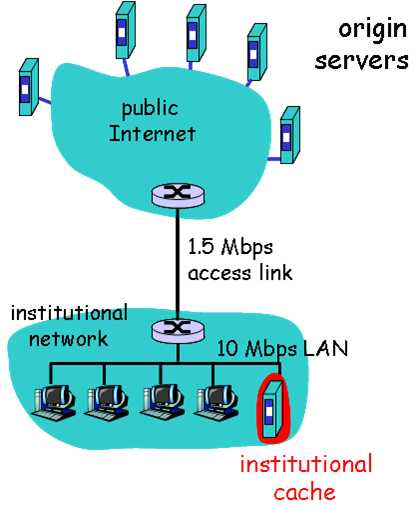 origin
servers
public
Internet
1.5 Mbps
access link
institutional
network
10 Mbps LAN
institutional
cache